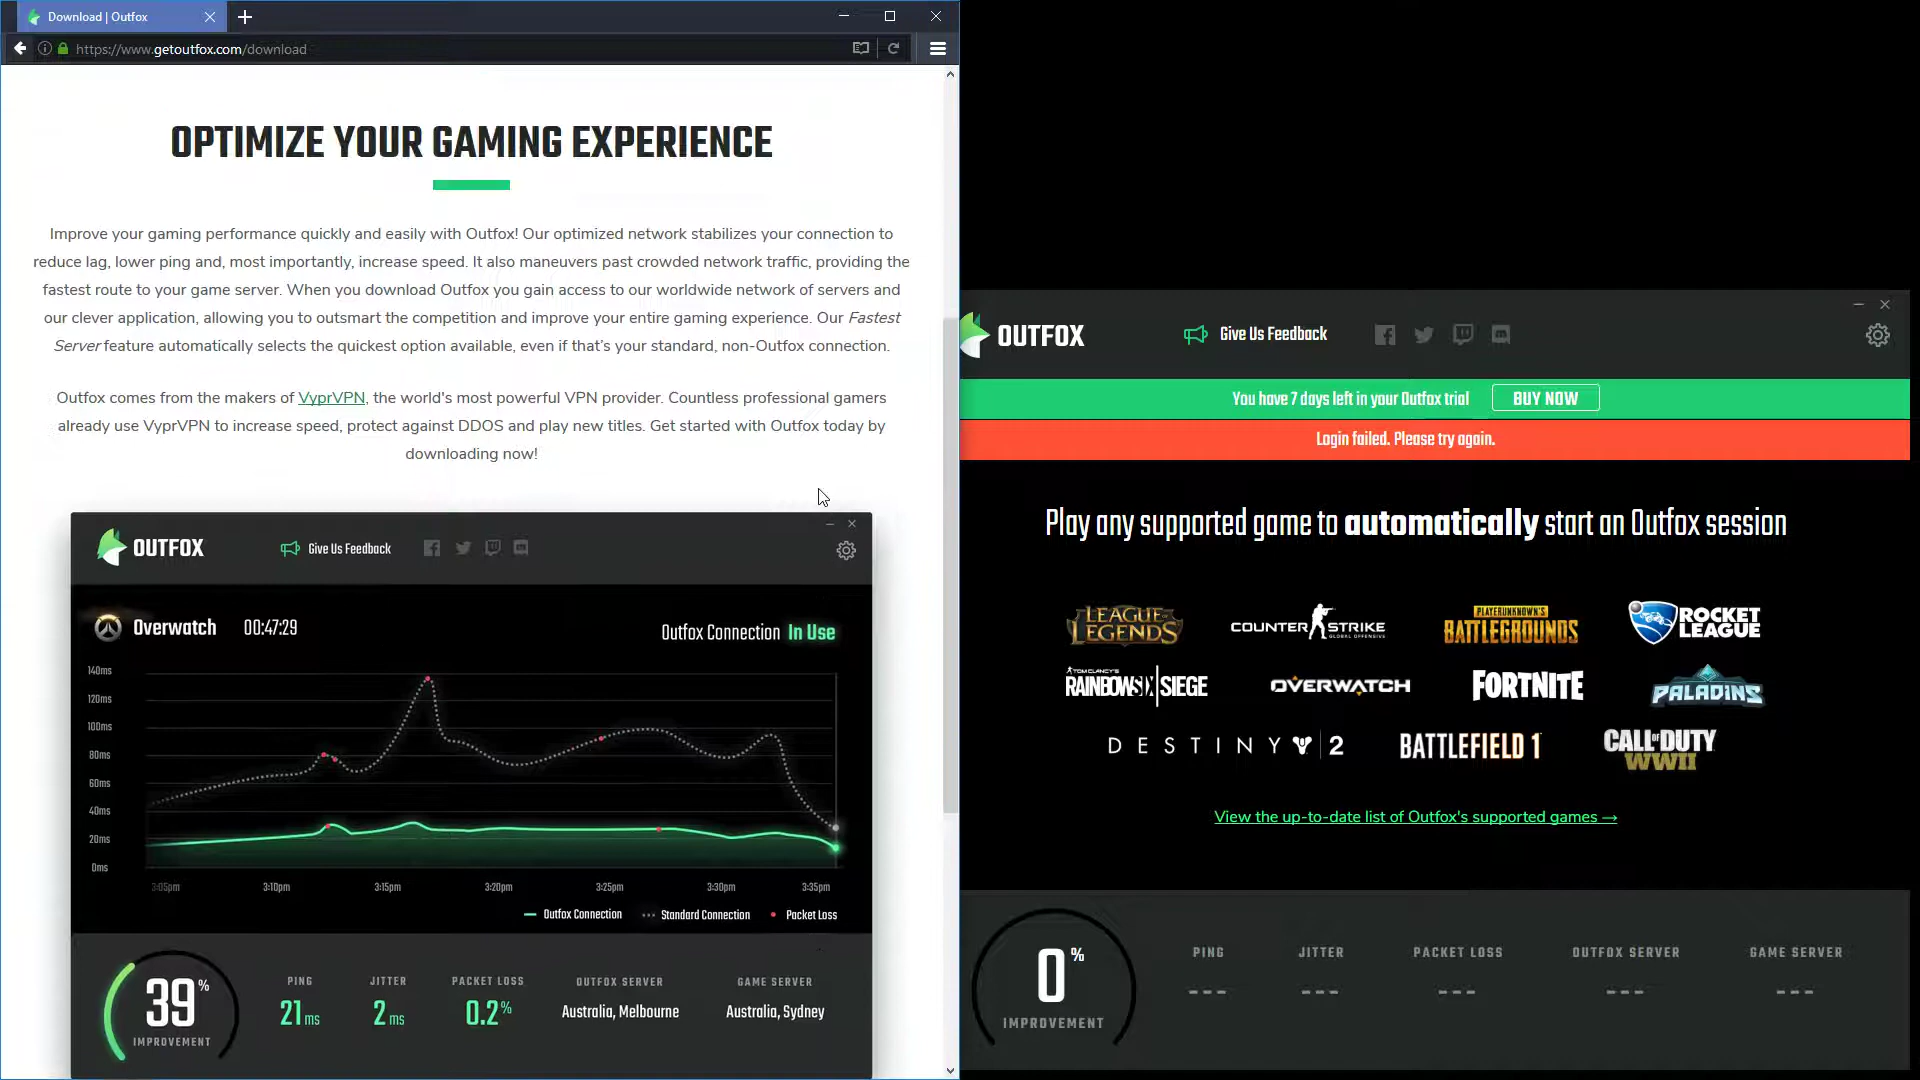 Download | Outfox
https://www.getoutfox.com/download
OPTIMIZE YOUR GAMING EXPERIENCE
Improve your gaming performance quickly and easily with Outfox! Our optimized network stabilizes your connection to
reduce lag, lower ping and, most importantly, increase speed. It also maneuvers past crowded network traffic, providing the
fastest route to your game server. When you download Outfox you gain access to our worldwide network of servers and
our clever application, allowing you to outsmart the competition and improve your entire gaming experience. Our Fastest
Server feature automatically selects the quickest option available, even if that's your standard, non-Outfox connection.
Outfox comes from the makers of VyprVPN, the world's most powerful VPN provider. Countless professional gamers
already use VyprVPN to increase speed, protect against DDOS and play new titles. Get started with Outfox today by
downloading now!
OUTFOX
Give Us Feedback
Overwatch 00:47:29
Outfox Connection In Use
140ms
120ms
100ms
80ms
60ms
40ms
20ms
0ms
3:05pm 3:10pm 3:15pm 3:20pm 3:25pm 3:30pm 3:35pm
Outfox Connection Standard Connection Packet Loss
39%
IMPROVEMENT
PING JITTER PACKET LOSS OUTFOX SERVER GAME SERVER
21 ms 2 ms 0.2% Australia, Melbourne Australia, Sydney
OUTFOX
Give Us Feedback
You have 7 days left in your Outfox trial BUY NOW
Login failed. Please try again.
Play any supported game to automatically start an Outfox session
LEAGUE OF LEGENDS
COUNTER STRIKE
GLOBAL OFFENSIVE
PLAYERUNKNOWN'S
BATTLEGROUNDS
ROCKET
LEAGUE
TOM CLANCY'S
RAINBOWSIX SIEGE
OVERWATCH
FORTNITE
PALADINS
DESTINY 2
BATTLEFIELD 1
CALL OF DUTY
WWII
View the up-to-date list of Outfox's supported games →
0%
IMPROVEMENT
PING JITTER PACKET LOSS OUTFOX SERVER GAME SERVER
--- --- --- --- ---